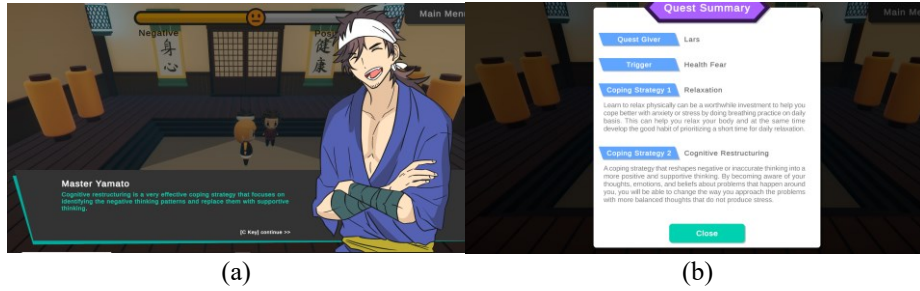 Main Menu
Negative
Pos
身心
健康
Master Yamato
Cognitive restructuring is a very effective coping strategy that focuses on
identifying the negative thinking patterns and replace them with supportive
thinking.
[C Key] continue >>
(a)
Quest Summary
Main Me
Quest Giver Lars
Trigger Health Fear
Coping Strategy 1 Relaxation
Learn to relax physically can be a worthwhile investment to help you
cope better with anxiety or stress by doing breathing practice on daily
basis. This can help you relax your body and at the same time
develop the good habit of prioritizing a short time for daily relaxation.
Coping Strategy 2 Cognitive Restructuring
A coping strategy that reshapes negative or inaccurate thinking into a
more positive and supportive thinking. By becoming aware of your
thoughts, emotions, and beliefs about problems that happen around
you, you will be able to change the way you approach the problems
with more balanced thoughts that do not produce stress.
Close
(b)